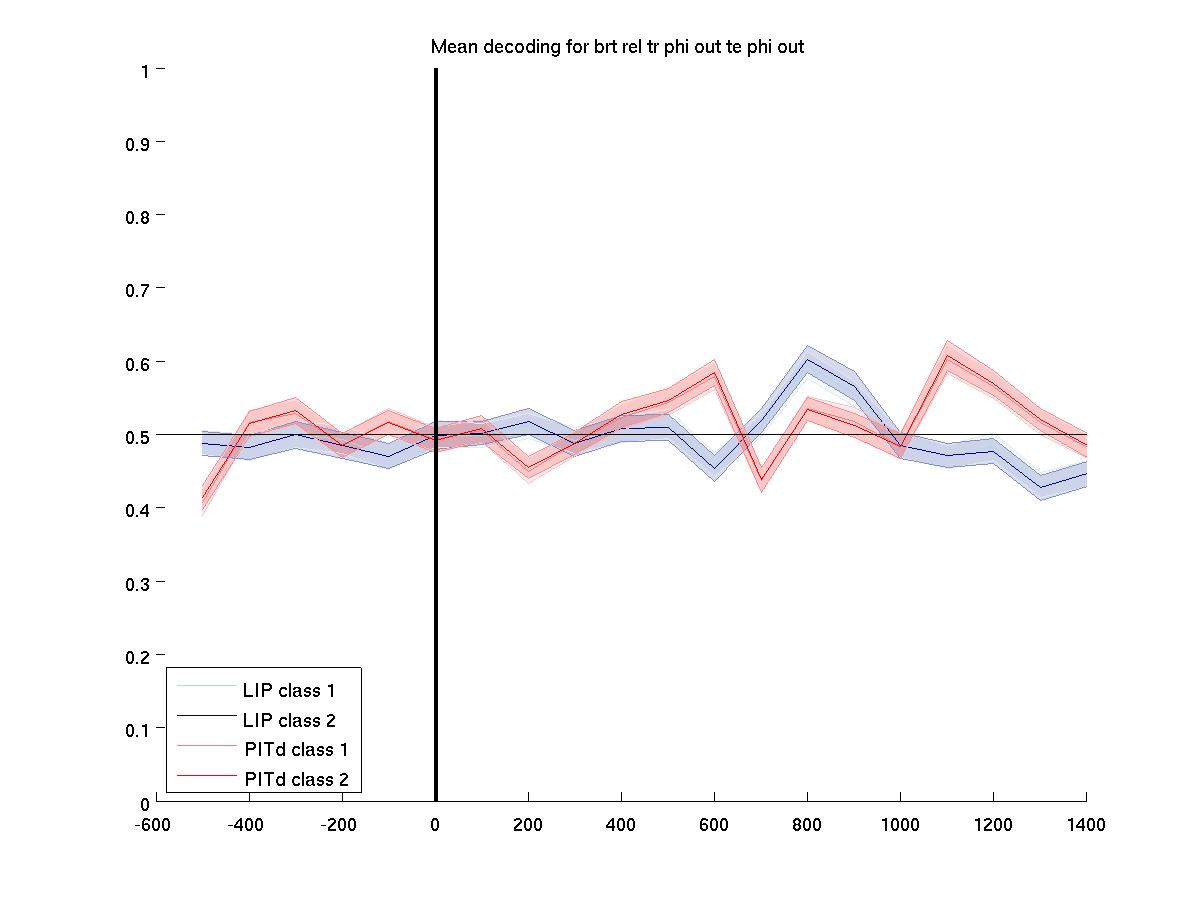 Mean decoding for brt rel tr phi out te phi out
1
0.9
0.8
0.7
0.6
0.5
0.4
0.3
0.2
0.1
0
LIP class 1
LIP class 2
PITd class 1
PITd class 2
-600 -400 -200 0 200 400 600 800 1000 1200 1400